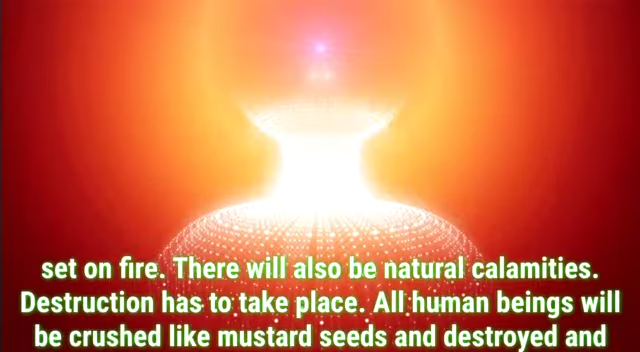 set on fire. There will also be natural calamities.
Destruction has to take place. All human beings will
be crushed like mustard seeds and destroyed and